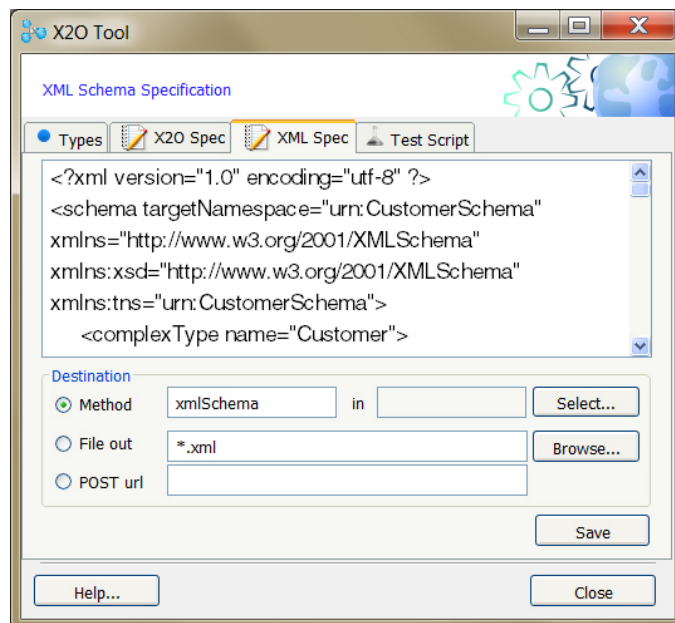 X2O Tool
XML Schema Specification
Types X2O Spec XML Spec Test Script
<?xml version="1.0" encoding="utf-8" ?>
<schema targetNamespace="urn:CustomerSchema"
xmlns="http://www.w3.org/2001/XMLSchema"
xmlns:xsd="http://www.w3.org/2001/XMLSchema"
xmlns:tns="urn:CustomerSchema">
<complexType name="Customer">
Destination
Method xmlSchema in Select...
File out *.xml Browse...
POST url
Save
Help... Close